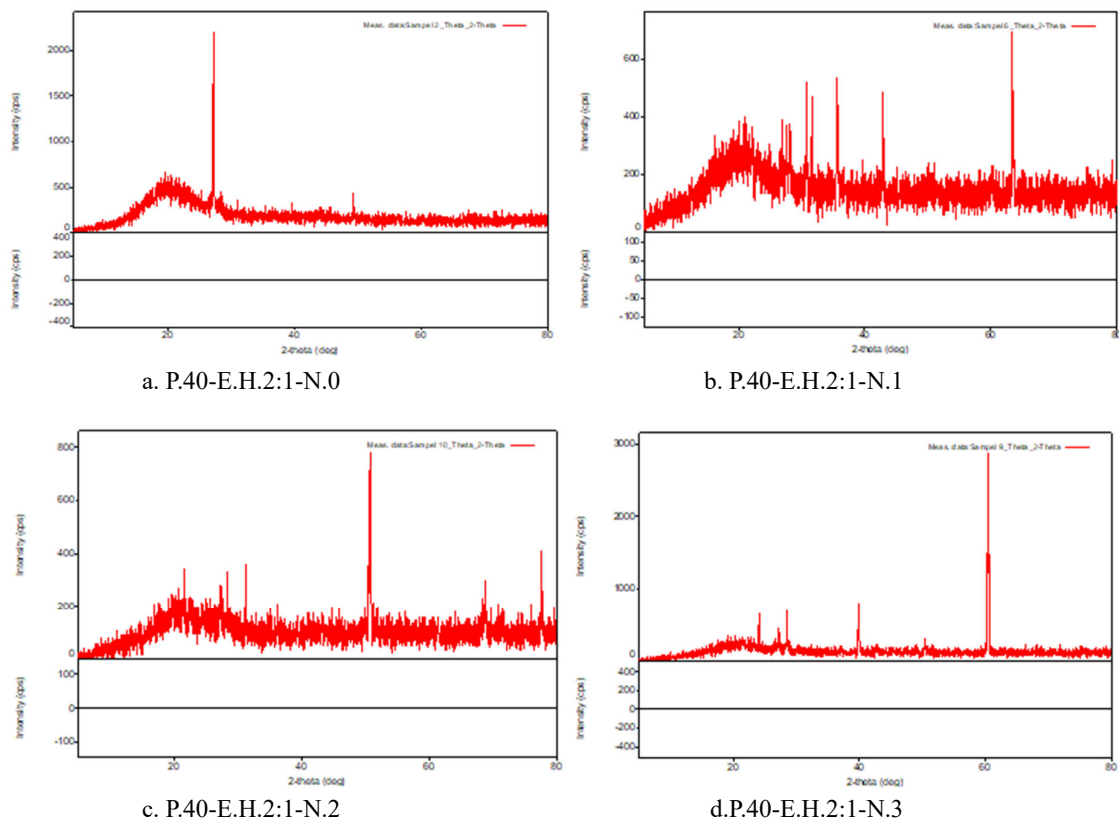 Meas. data:Sampel 2_Theta_2-Theta
Intensity (cps)
2000
1500
1000
500
0
Intensity (cps)
400
200
0
-200
-400
20
40
60
80
2-theta (deg)
a. P.40-E.H.2:1-N.0
Meas. data:Sampel 6_Theta_2-Theta
Intensity (cps)
600
400
200
0
Intensity (cps)
100
50
0
-50
-100
20
40
60
80
2-theta (deg)
b. P.40-E.H.2:1-N.1
Meas. data:Sampel 10_Theta_2-Theta
Intensity (cps)
800
600
400
200
0
Intensity (cps)
100
0
-100
20
40
60
80
2-theta (deg)
c. P.40-E.H.2:1-N.2
Meas. data:Sampel 9_Theta_2-Theta
Intensity (cps)
3000
2000
1000
0
Intensity (cps)
400
200
0
-200
-400
20
40
60
80
2-theta (deg)
d.P.40-E.H.2:1-N.3